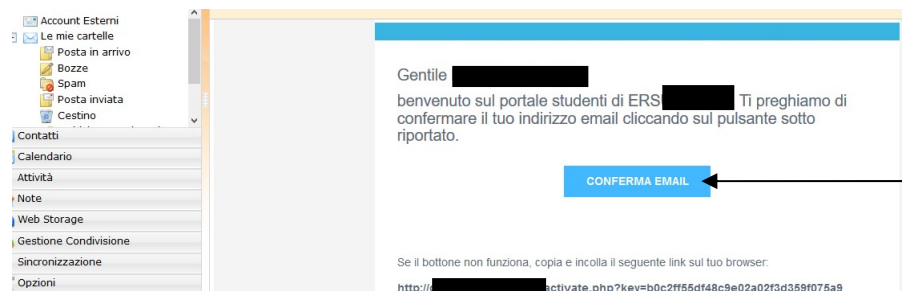 Account Esterni
Le mie cartelle
Posta in arrivo
Bozze
Spam
Posta inviata
Cestino
Contatti
Calendario
Attività
Note
Web Storage
Gestione Condivisione
Sincronizzazione
Opzioni
Gentile
benvenuto sul portale studenti di ERS Ti preghiamo di
confermare il tuo indirizzo email cliccando sul pulsante sotto
riportato.
CONFERMA EMAIL
Se il bottone non funziona, copia e incolla il seguente link sul tuo browser:
http:// activate.php?key=b0c2ff55df48c9e02a02f3d359f075a9